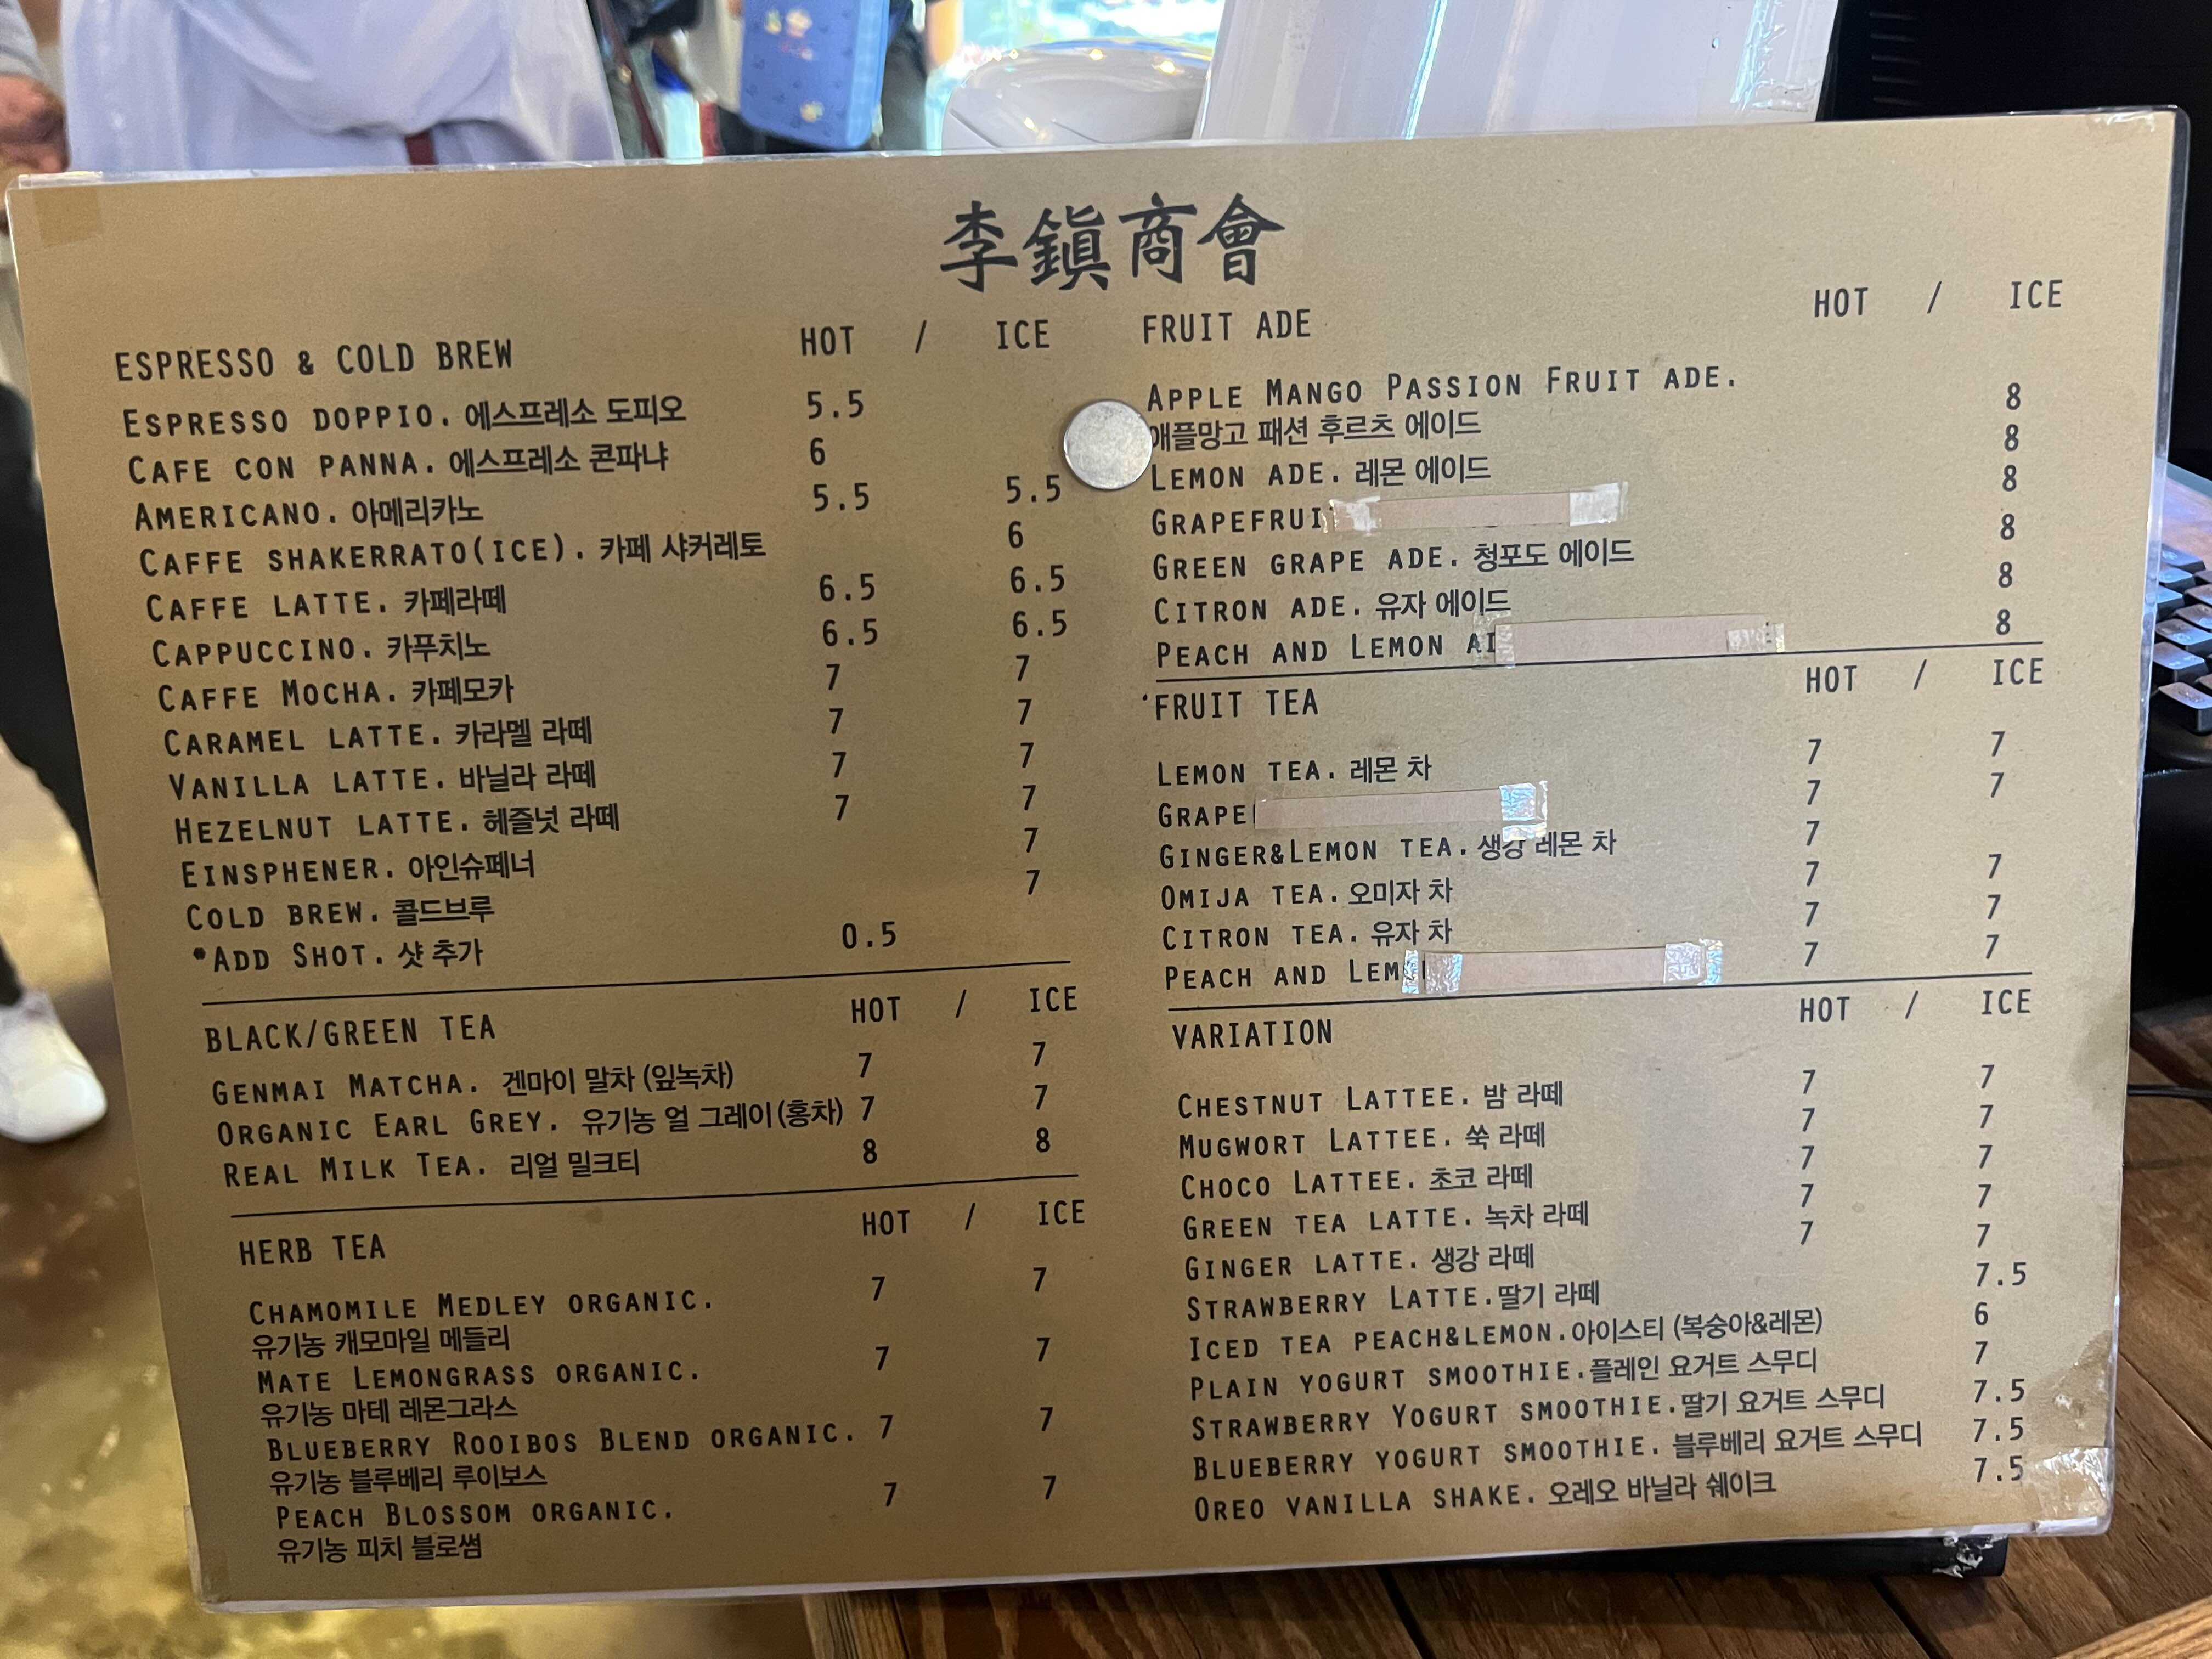 李鎭商會
ESPRESSO & COLD BREW HOT / ICE
ESPRESSO DOPPIO. 에스프레소 도피오 5.5
CAFE CON PANNA. 에스프레소 콘파냐 6
AMERICANO. 아메리카노 5.5 5.5
CAFFE SHAKERRATO(ICE). 카페 샤커레토 6
CAFFE LATTE. 카페라떼 6.5 6.5
CAPPUCCINO. 카푸치노 6.5 6.5
CAFFE MOCHA. 카페모카 7 7
CARAMEL LATTE. 카라멜 라떼 7 7
VANILLA LATTE. 바닐라 라떼 7 7
HEZELNUT LATTE. 헤즐넛 라떼 7 7
EINSPHENER. 아인슈페너 7
COLD BREW. 콜드브루 7
*ADD SHOT. 샷 추가 0.5
BLACK/GREEN TEA HOT / ICE
GENMAI MATCHA. 겐마이 말차 (잎녹차) 7 7
ORGANIC EARL GREY. 유기농 얼 그레이 (홍차) 7 7
REAL MILK TEA. 리얼 밀크티 8 8
HERB TEA HOT / ICE
CHAMOMILE MEDLEY ORGANIC. 7 7
유기농 캐모마일 메들리
MATE LEMONGRASS ORGANIC. 7 7
유기농 마테 레몬그라스
BLUEBERRY ROOIBOS BLEND ORGANIC. 7 7
유기농 블루베리 루이보스
PEACH BLOSSOM ORGANIC. 7 7
유기농 피치 블로썸
FRUIT ADE HOT / ICE
APPLE MANGO PASSION FRUIT ADE. 8
애플망고 패션 후르츠 에이드
LEMON ADE. 레몬 에이드 8
GRAPEFRUI 8
GREEN GRAPE ADE. 청포도 에이드 8
CITRON ADE. 유자 에이드 8
PEACH AND LEMON 8
FRUIT TEA HOT / ICE
LEMON TEA. 레몬 차 7 7
GRAPE 7 7
GINGER&LEMON TEA. 생강 레몬 차 7
OMIJA TEA. 오미자 차 7 7
CITRON TEA. 유자 차 7 7
PEACH AND LEM 7 7
VARIATION HOT / ICE
CHESTNUT LATTEE. 밤 라떼 7 7
MUGWORT LATTEE. 쑥 라떼 7 7
CHOCO LATTEE. 초코 라떼 7 7
GREEN TEA LATTE. 녹차 라떼 7 7
GINGER LATTE. 생강 라떼 7 7
STRAWBERRY LATTE.딸기 라떼 7.5
ICED TEA PEACH&LEMON.아이스티 (복숭아&레몬) 6
PLAIN YOGURT SMOOTHIE.플레인 요거트 스무디 7
STRAWBERRY YOGURT SMOOTHIE.딸기 요거트 스무디 7.5
BLUEBERRY YOGURT SMOOTHIE. 블루베리 요거트 스무디 7.5
OREO VANILLA SHAKE. 오레오 바닐라 쉐이크 7.5